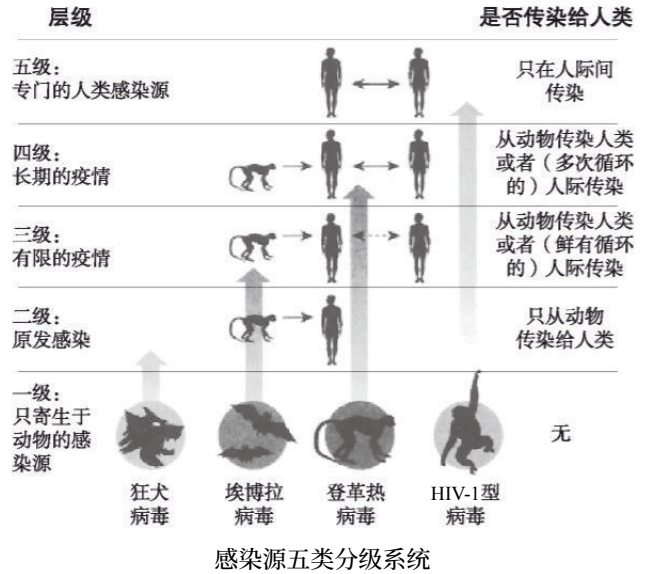 层级
是否传染给人类
五级：
专门的人类感染源
只在人际间
传染
四级：
长期的疫情
从动物传染人类
或者（多次循环
的）人际传染
三级：
有限的疫情
从动物传染人类
或者（鲜有循环
的）人际传染
二级：
原发感染
只从动物
传染给人类
一级：
只寄生于
动物的感
染源
无
狂犬
病毒
埃博拉
病毒
登革热
病毒
HIV-1型
病毒
感染源五类分级系统